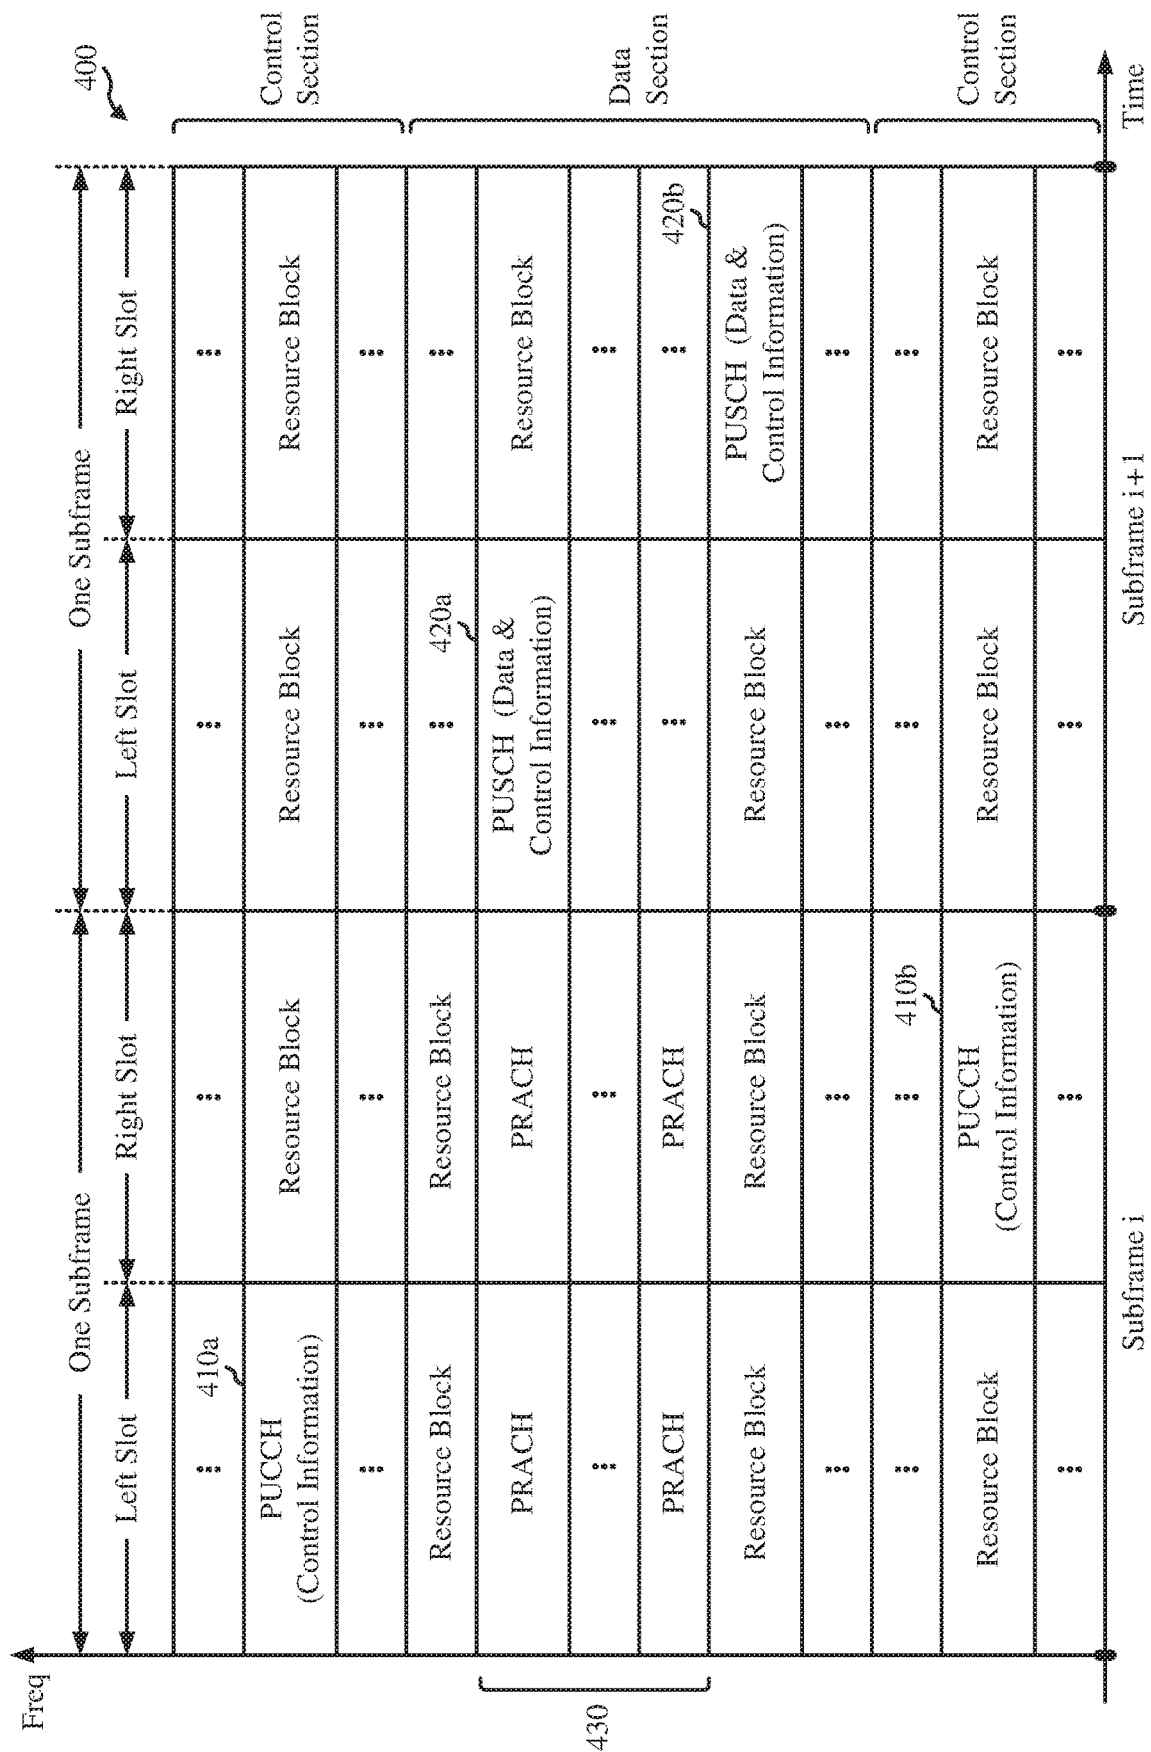 400
Freq
One Subframe
One Subframe
Left Slot
Right Slot
Left Slot
Right Slot
...
...
...
...
410a
PUCCH
(Control Information)
Resource Block
Resource Block
Resource Block
Control
Section
...
...
...
...
Resource Block
Resource Block
...
...
420a
430
PRACH
PRACH
PUSCH (Data &
Control Information)
Resource Block
Data
Section
...
...
...
...
PRACH
PRACH
...
...
420b
Resource Block
Resource Block
Resource Block
PUSCH (Data &
Control Information)
...
...
...
...
...
...
...
...
410b
Resource Block
PUCCH
(Control Information)
Resource Block
Resource Block
Control
Section
...
...
...
...
Subframe i
Subframe i+1
Time